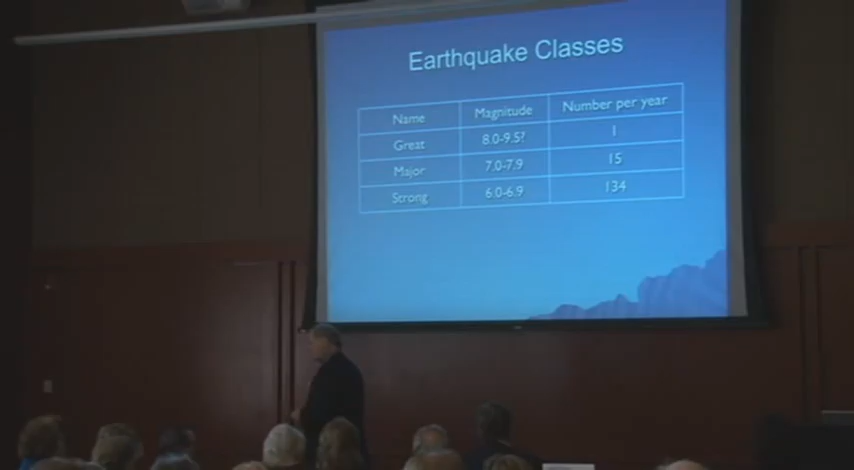 Earthquake Classes
Name Magnitude Number per year
Great 8.0-9.5? 1
Major 7.0-7.9 15
Strong 6.0-6.9 134